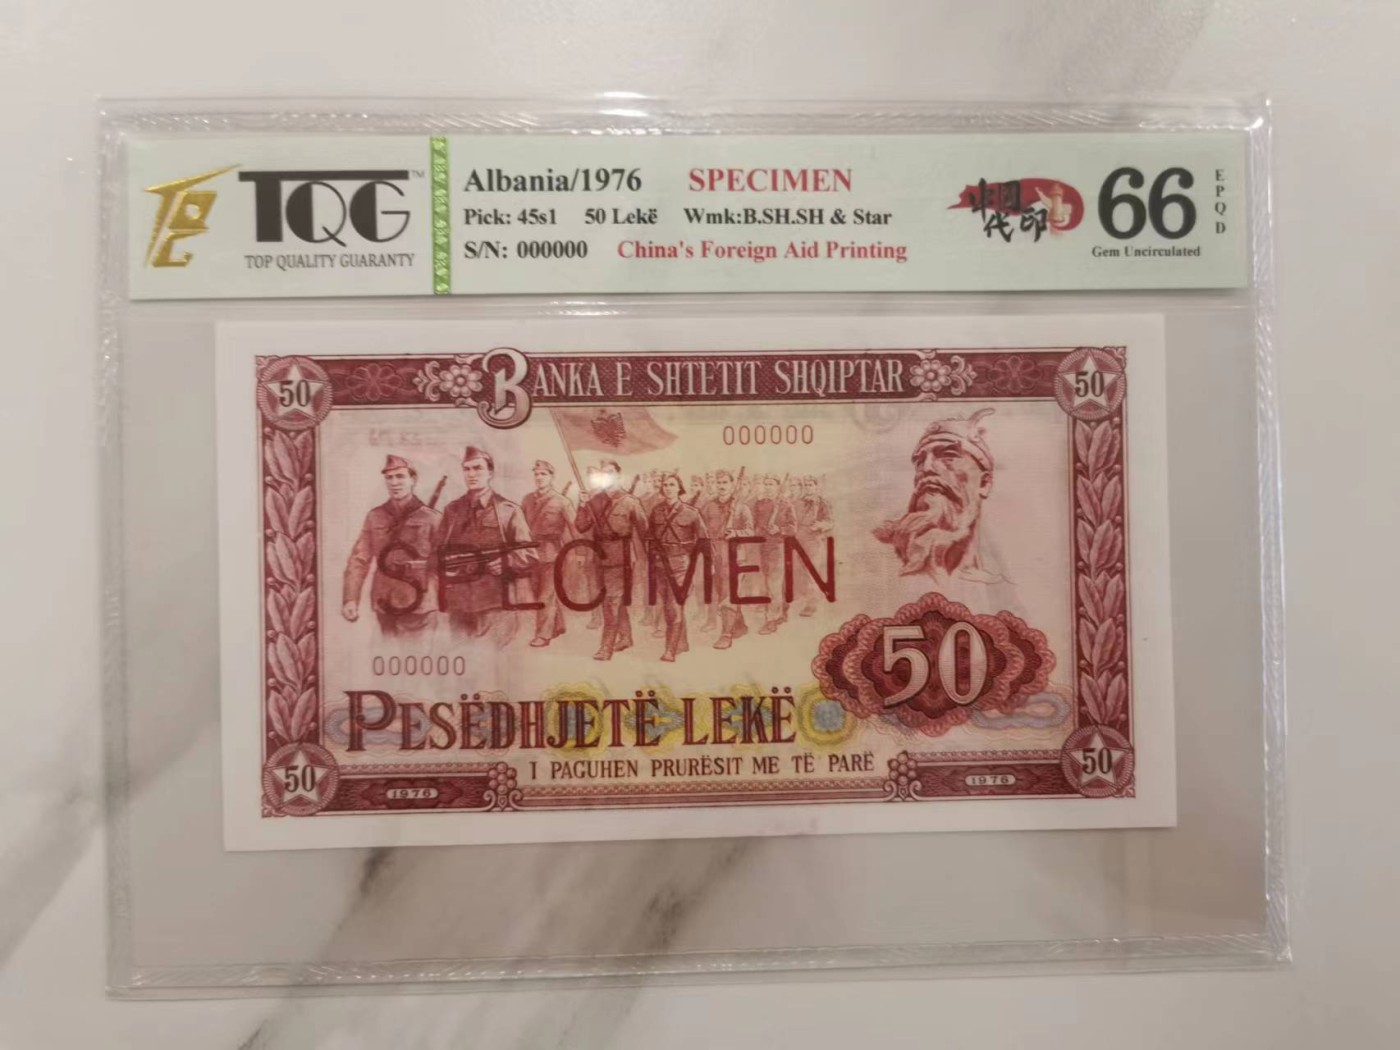 TQG™
TOP QUALITY GUARANTY
Albania/1976 SPECIMEN
Pick: 45s1 50 Lekë Wmk:B.SH.SH & Star
S/N: 000000 China's Foreign Aid Printing
中国
代印
66
Gem Uncirculated
EPQD
50 BANKA E SHTETIT SHQIPTAR 50
000000
SPECIMEN
000000
50
PESËDHJETË LEKË
I PAGUHEN PRURËSIT ME TË PARË
50 1976 1976 50